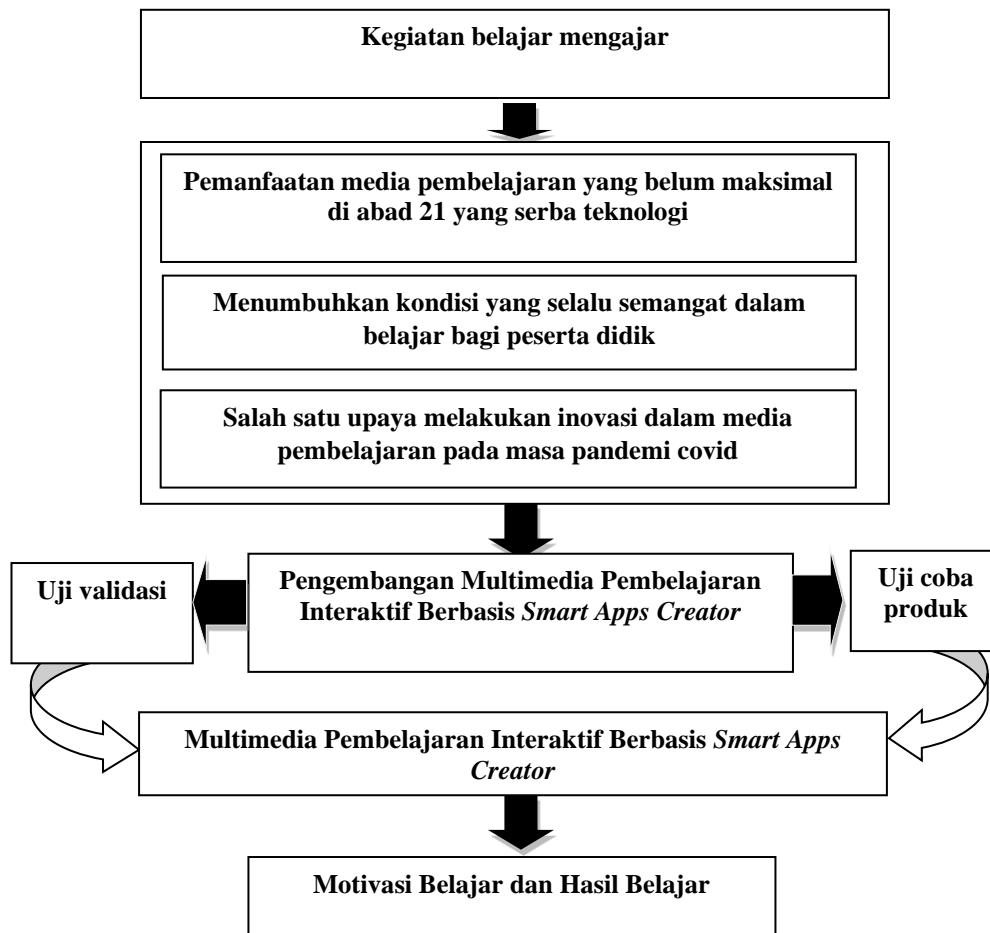 Kegiatan belajar mengajar
Pemanfaatan media pembelajaran yang belum maksimal
di abad 21 yang serba teknologi
Menumbuhkan kondisi yang selalu semangat dalam
belajar bagi peserta didik
Salah satu upaya melakukan inovasi dalam media
pembelajaran pada masa pandemi covid
Uji validasi
Pengembangan Multimedia Pembelajaran
Interaktif Berbasis Smart Apps Creator
Uji coba
produk
Multimedia Pembelajaran Interaktif Berbasis Smart Apps
Creator
Motivasi Belajar dan Hasil Belajar